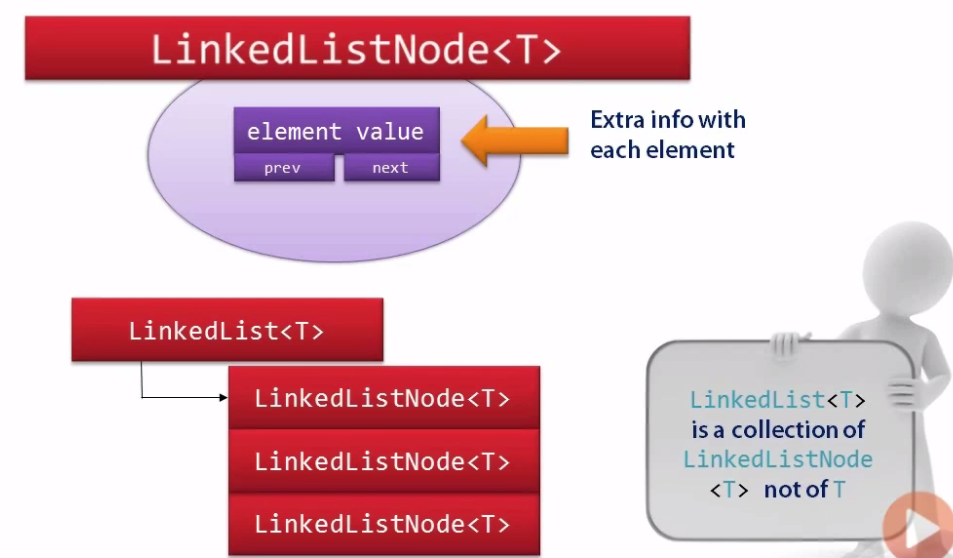 LinkedListNode<T>
element value
prev next
Extra info with
each element
LinkedList<T>
LinkedListNode<T>
LinkedListNode<T>
LinkedListNode<T>
LinkedList<T>
is a collection of
LinkedListNode
<T> not of T